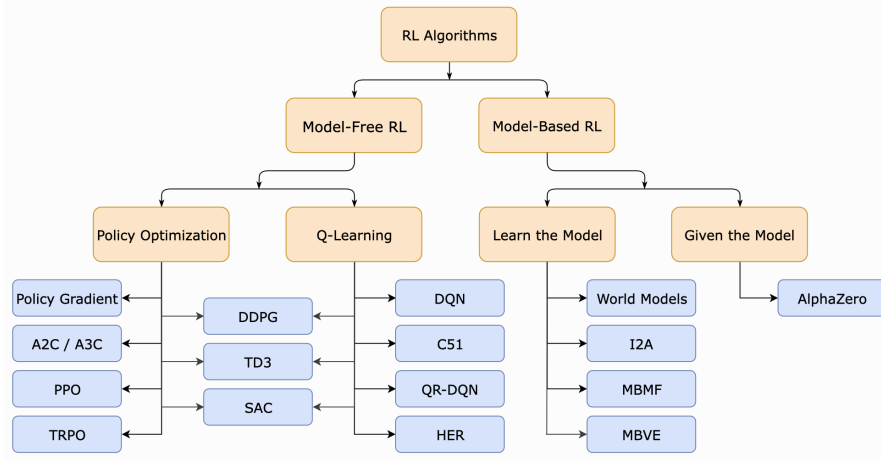 RL Algorithms
Model-Free RL
Model-Based RL
Policy Optimization
Q-Learning
Learn the Model
Given the Model
Policy Gradient
A2C / A3C
PPO
TRPO
DDPG
TD3
SAC
DQN
C51
QR-DQN
HER
World Models
I2A
MBMF
MBVE
AlphaZero